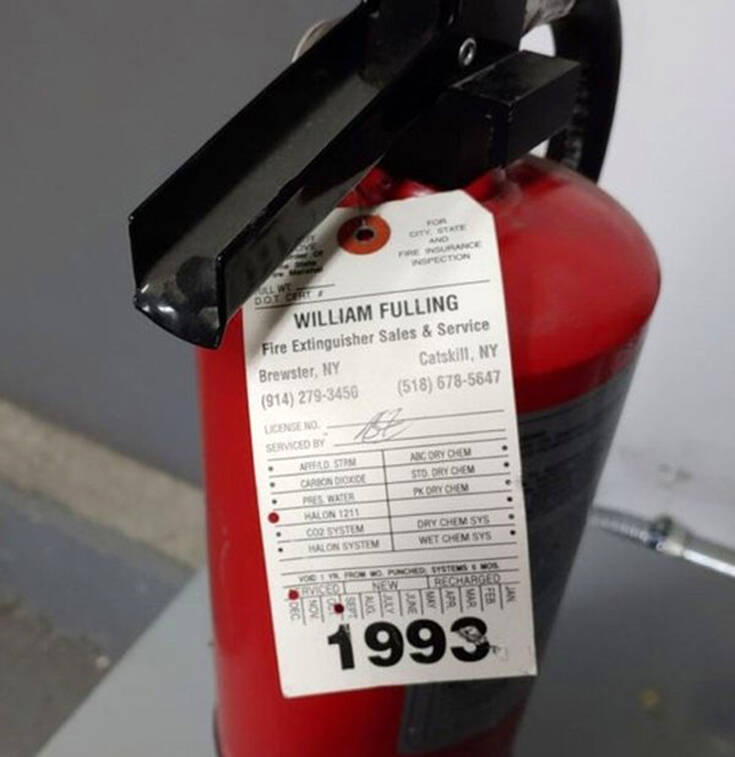 FOR
CITY, STATE
AND
FIRE INSURANCE
INSPECTION
D.O.T. CERT #
WILLIAM FULLING
Fire Extinguisher Sales & Service
Brewster, NY Catskill, NY
(914) 279-3456 (518) 678-5647
LICENSE NO.
SERVICED BY
AFFF/LD. STRM ABC DRY CHEM
CARBON DIOXIDE STD. DRY CHEM
PRES. WATER PK DRY CHEM
HALON 1211
CO2 SYSTEM DRY CHEM SYS
HALON SYSTEM WET CHEM SYS
VOID 1 YR. FROM MO. PUNCHED; SYSTEMS 6 MOS.
RVICED NEW RECHARGED
DEC. NOV. SEPT. AUG. JULY JUNE MAY APR. MAR. FEB. JAN.
1993